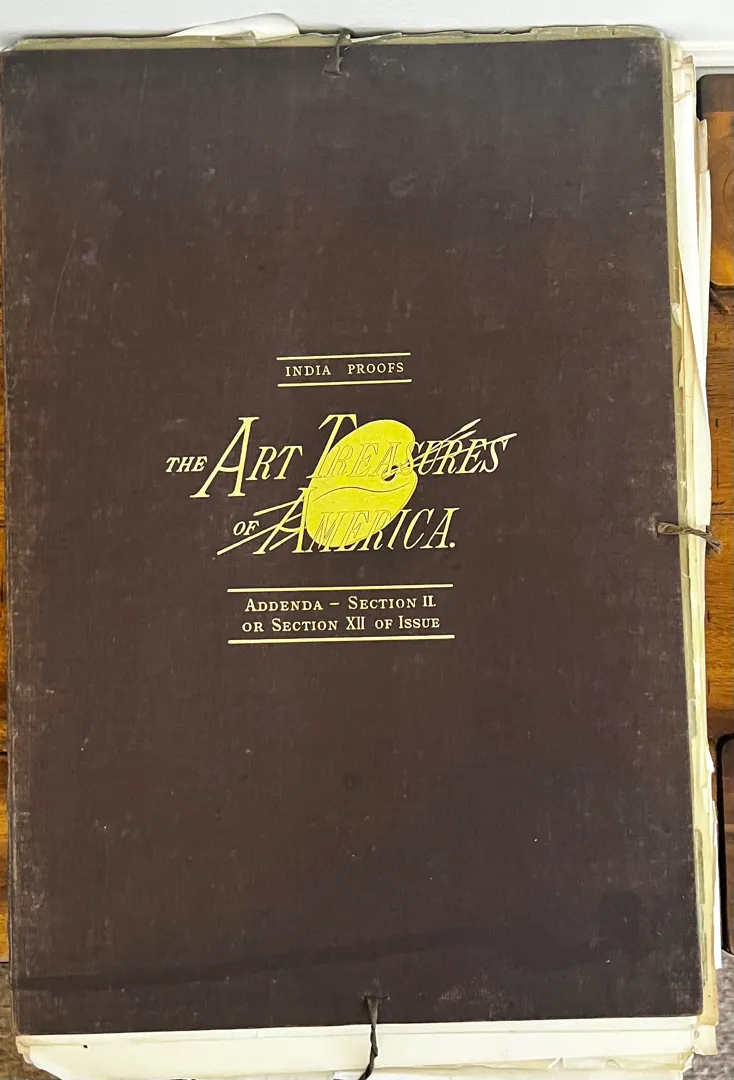 INDIA PROOFS
THE ART TREASURES
OF AMERICA.
ADDENDA – SECTION II.
OR SECTION XII OF ISSUE